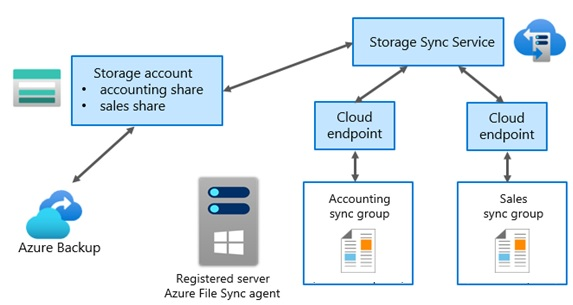 Storage Sync Service
Storage account
• accounting share
• sales share
Cloud
endpoint
Cloud
endpoint
Accounting
sync group
Sales
sync group
Azure Backup
Registered server
Azure File Sync agent